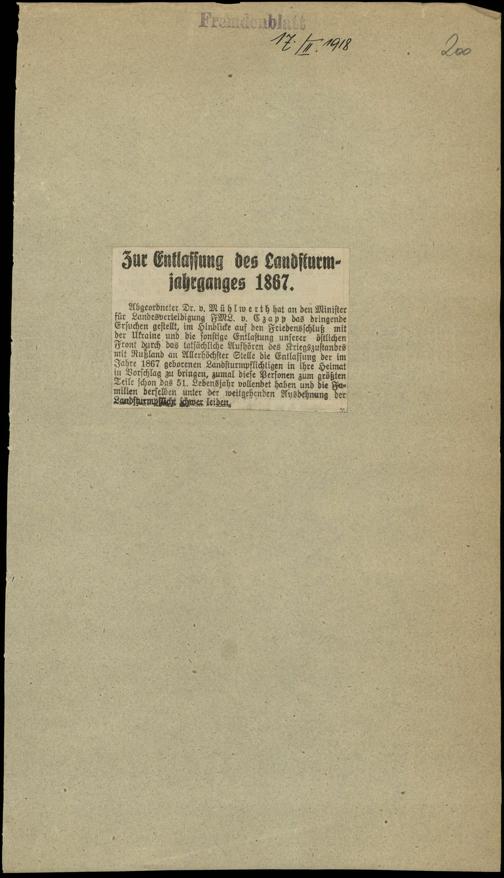 Fremdenblatt
17./II. 1918
200
Zur Entlassung des Landsturm-
jahrganges 1867.
Abgeordneter Dr. v. Mühlwerth hat an den Minister
für Landesverteidigung FML. v. Czapp das dringende
Ersuchen gestellt, im Hinblicke auf den Friedensschluß mit
der Ukraine und die sonstige Entlastung unserer östlichen
Front durch das tatsächliche Aufhören des Kriegszustandes
mit Rußland an Allerhöchster Stelle die Entlassung der im
Jahre 1867 geborenen Landsturmpflichtigen in ihre Heimat
in Vorschlag zu bringen, zumal diese Personen zum größten
Teile schon das 51. Lebensjahr vollendet haben und die Fa-
milien derselben unter der weitgehenden Ausdehnung der
Landsturmpflicht schwer leiden.